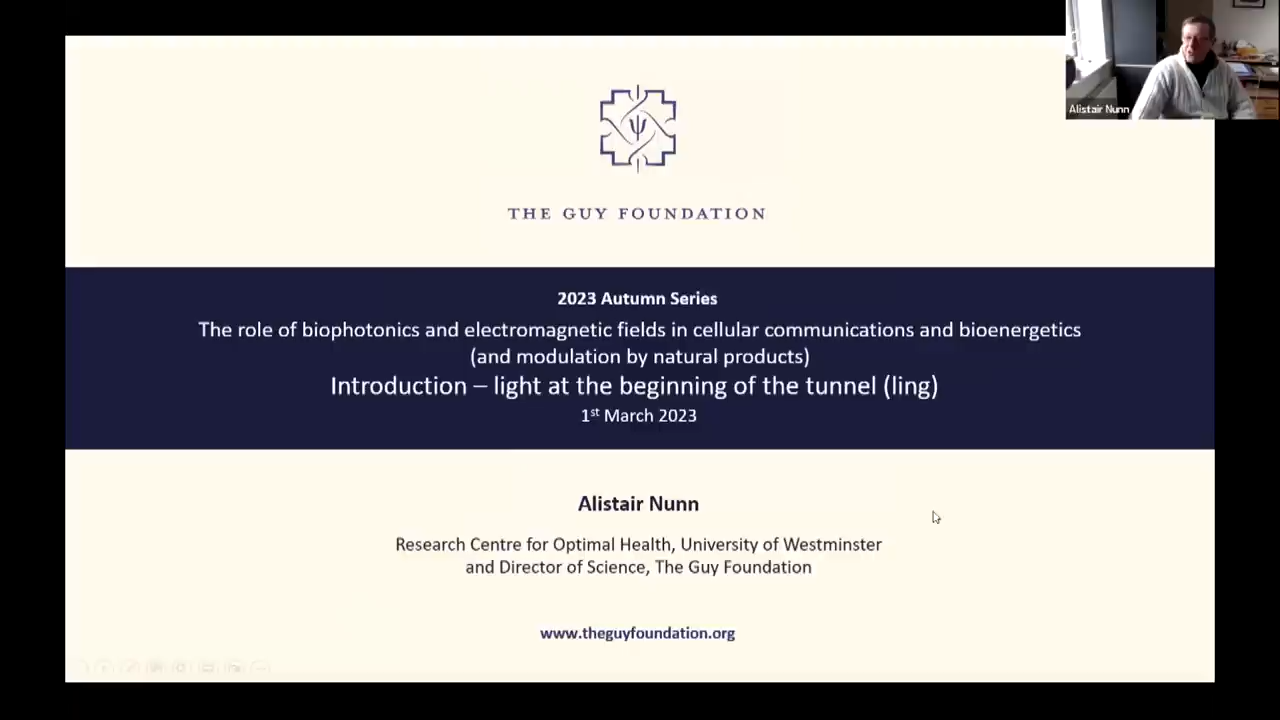 Alistair Nunn
THE GUY FOUNDATION
2023 Autumn Series
The role of biophotonics and electromagnetic fields in cellular communications and bioenergetics
(and modulation by natural products)
Introduction – light at the beginning of the tunnel (ling)
1st March 2023
Alistair Nunn
Research Centre for Optimal Health, University of Westminster
and Director of Science, The Guy Foundation
www.theguyfoundation.org